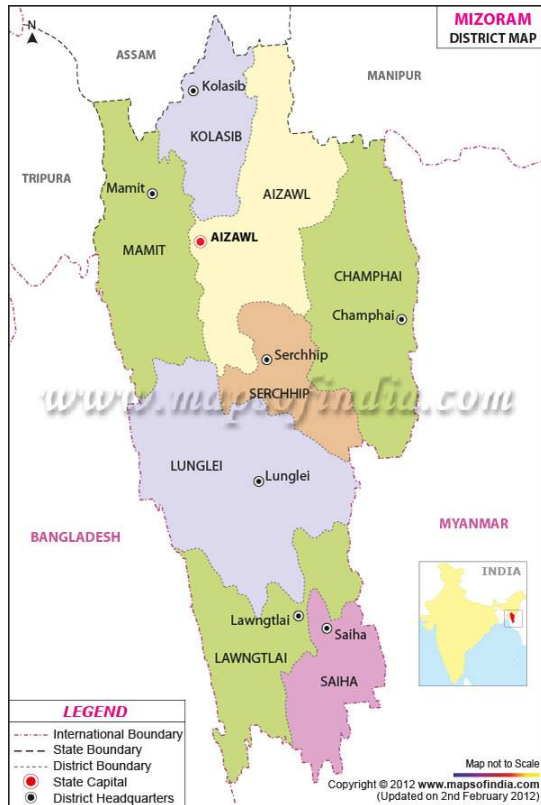 MIZORAM
DISTRICT MAP
N
ASSAM
MANIPUR
Kolasib
KOLASIB
TRIPURA
Mamit
AIZAWL
AIZAWL
MAMIT
CHAMPHAI
Champhai
Serchhip
SERCHHIP
www.mapsofindia.com
LUNGLEI
Lunglei
BANGLADESH
MYANMAR
INDIA
Lawngtlai
Saiha
LAWNGTLAI
SAIHA
LEGEND
International Boundary
State Boundary
District Boundary
State Capital
District Headquarters
Map not to Scale
Copyright © 2012 www.mapsofindia.com
(Updated on 2nd February 2012)